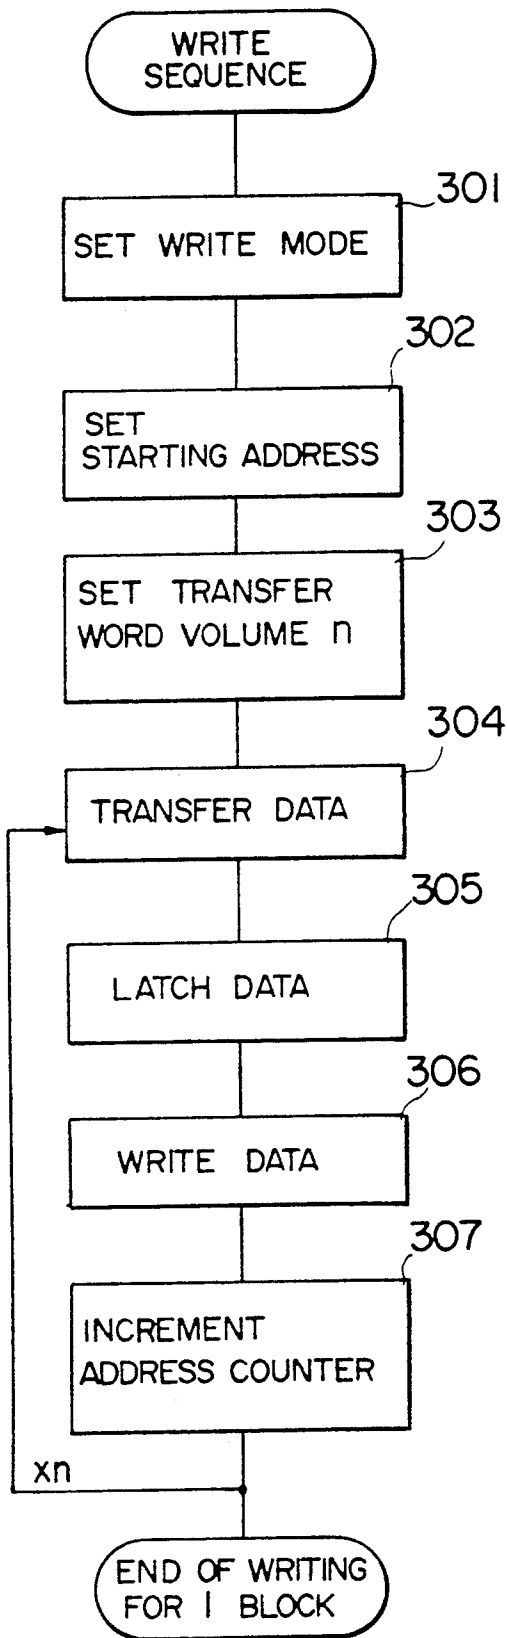 WRITE
SEQUENCE
301
SET WRITE MODE
302
SET
STARTING ADDRESS
303
SET TRANSFER
WORD VOLUME n
304
TRANSFER DATA
305
LATCH DATA
306
WRITE DATA
307
INCREMENT
ADDRESS COUNTER
xn
END OF WRITING
FOR 1 BLOCK